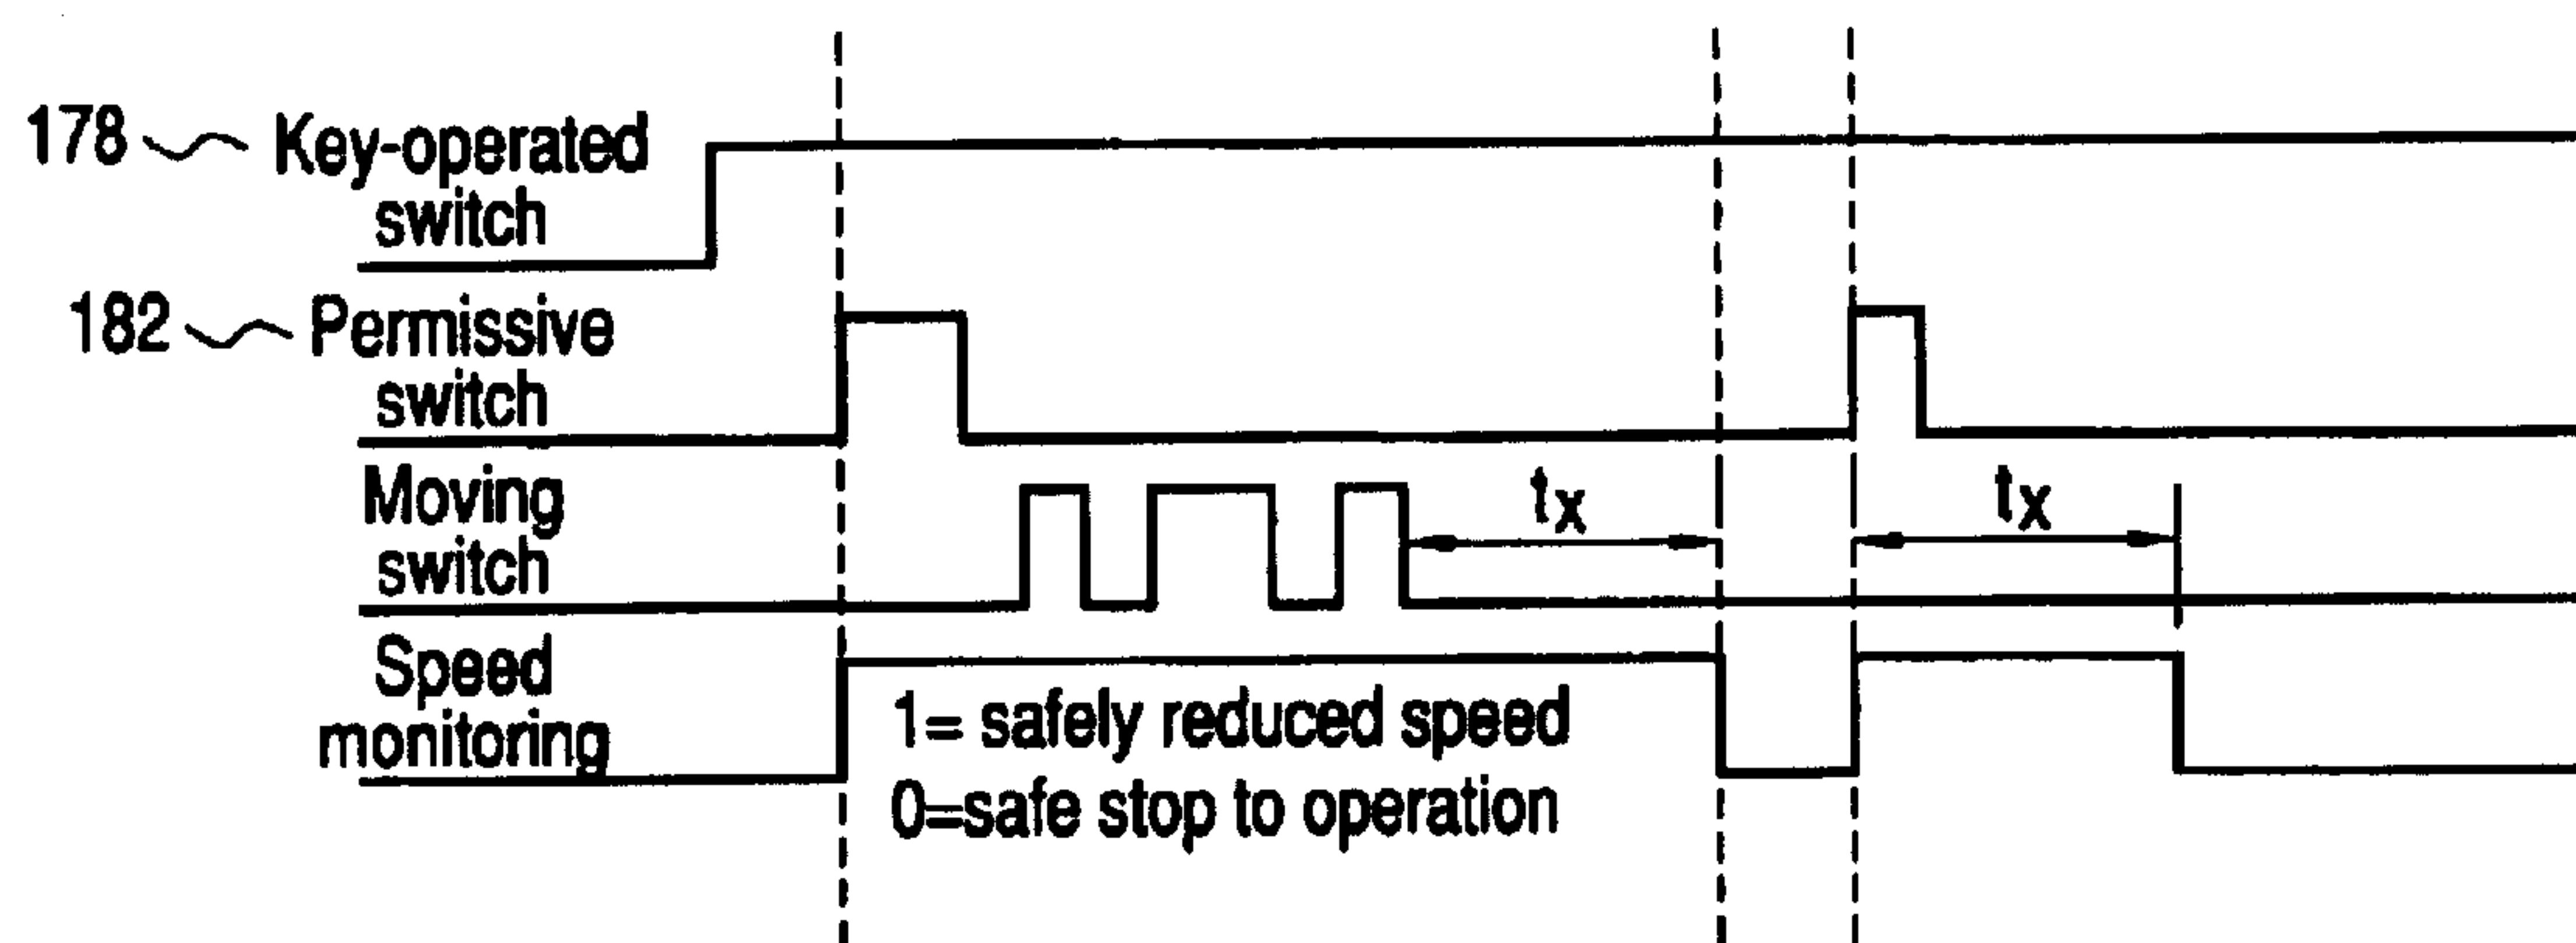 178 Key-operated
switch
182 Permissive
switch
Moving
switch
tx
tx
Speed
monitoring
1= safely reduced speed
0=safe stop to operation